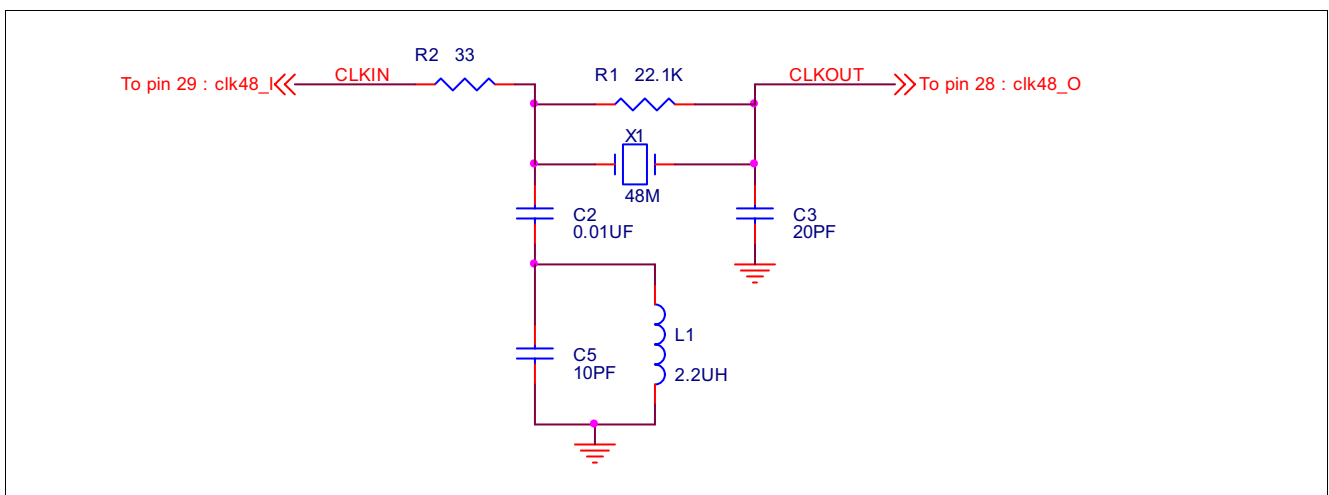 R2 33
To pin 29 : clk48_I
CLKIN
R1 22.1K
CLKOUT
To pin 28 : clk48_O
X1
48M
C2
0.01UF
C3
20PF
C5
10PF
L1
2.2UH